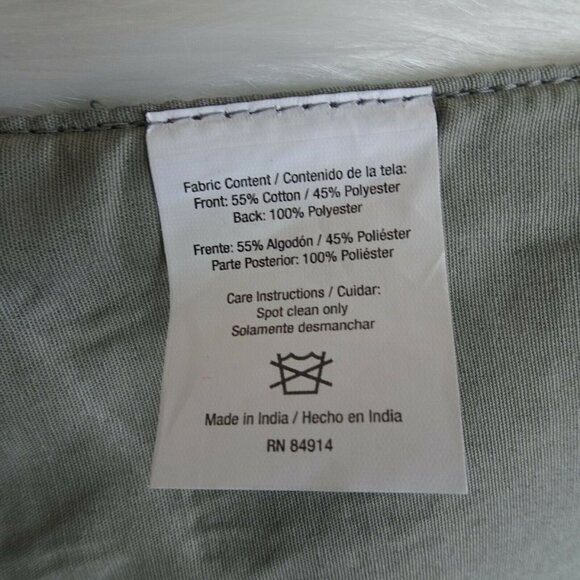 Fabric Content / Contenido de la tela:
Front: 55% Cotton / 45% Polyester
Back: 100% Polyester
Frente: 55% Algodón / 45% Poliéster
Parte Posterior: 100% Poliéster
Care Instructions / Cuidar:
Spot clean only
Solamente desmanchar
Made in India / Hecho en India
RN 84914